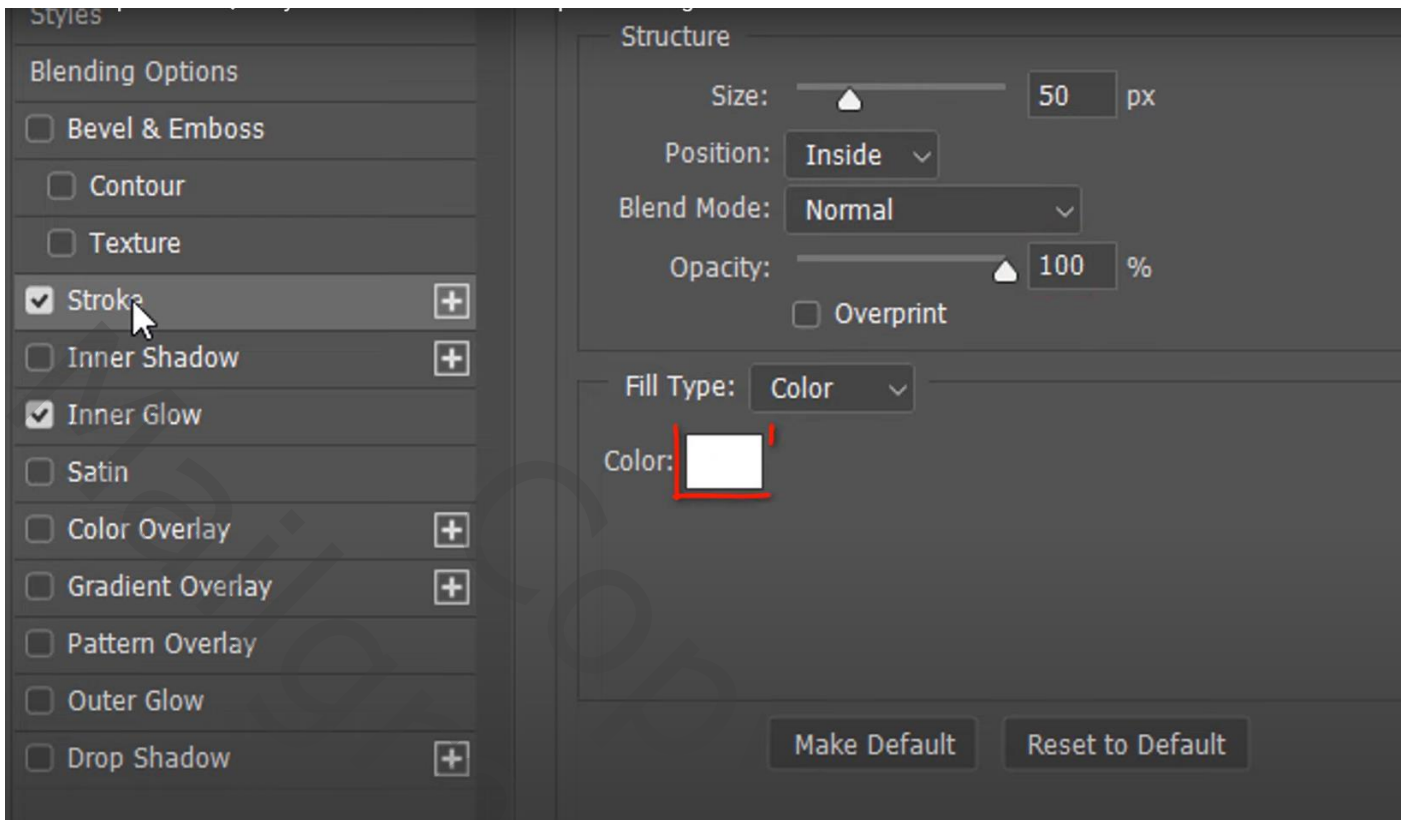 Styles
Blending Options
Bevel & Emboss
Contour
Texture
Stroke
Inner Shadow
Inner Glow
Satin
Color Overlay
Gradient Overlay
Pattern Overlay
Outer Glow
Drop Shadow
Structure
Size: 50 px
Position: Inside
Blend Mode: Normal
Opacity: 100 %
Overprint
Fill Type: Color
Color:
Make Default Reset to Default